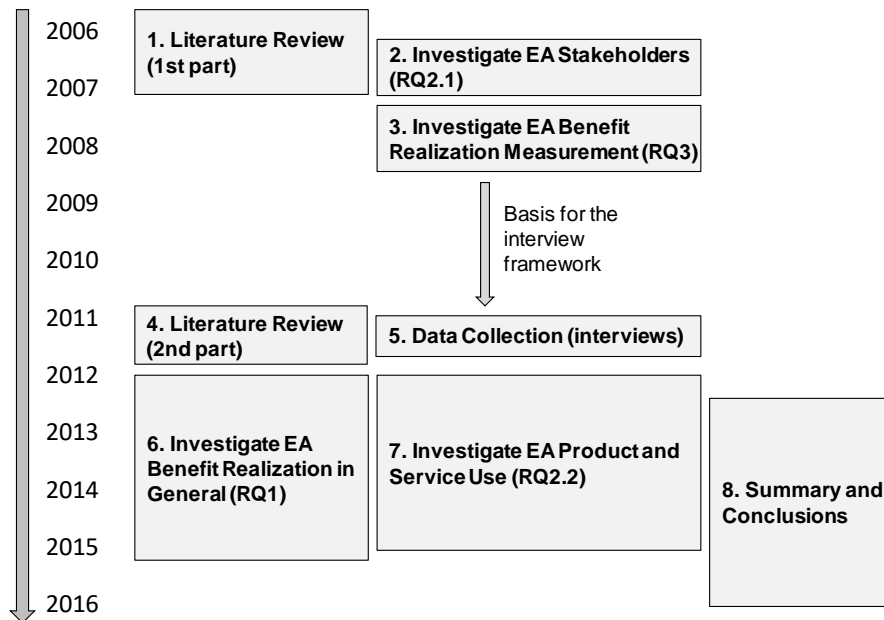 2006
2007
2008
2009
2010
2011
2012
2013
2014
2015
2016
1. Literature Review
(1st part)
2. Investigate EA Stakeholders
(RQ2.1)
3. Investigate EA Benefit
Realization Measurement (RQ3)
Basis for the
interview
framework
4. Literature Review
(2nd part)
5. Data Collection (interviews)
6. Investigate EA
Benefit Realization in
General (RQ1)
7. Investigate EA Product and
Service Use (RQ2.2)
8. Summary and
Conclusions